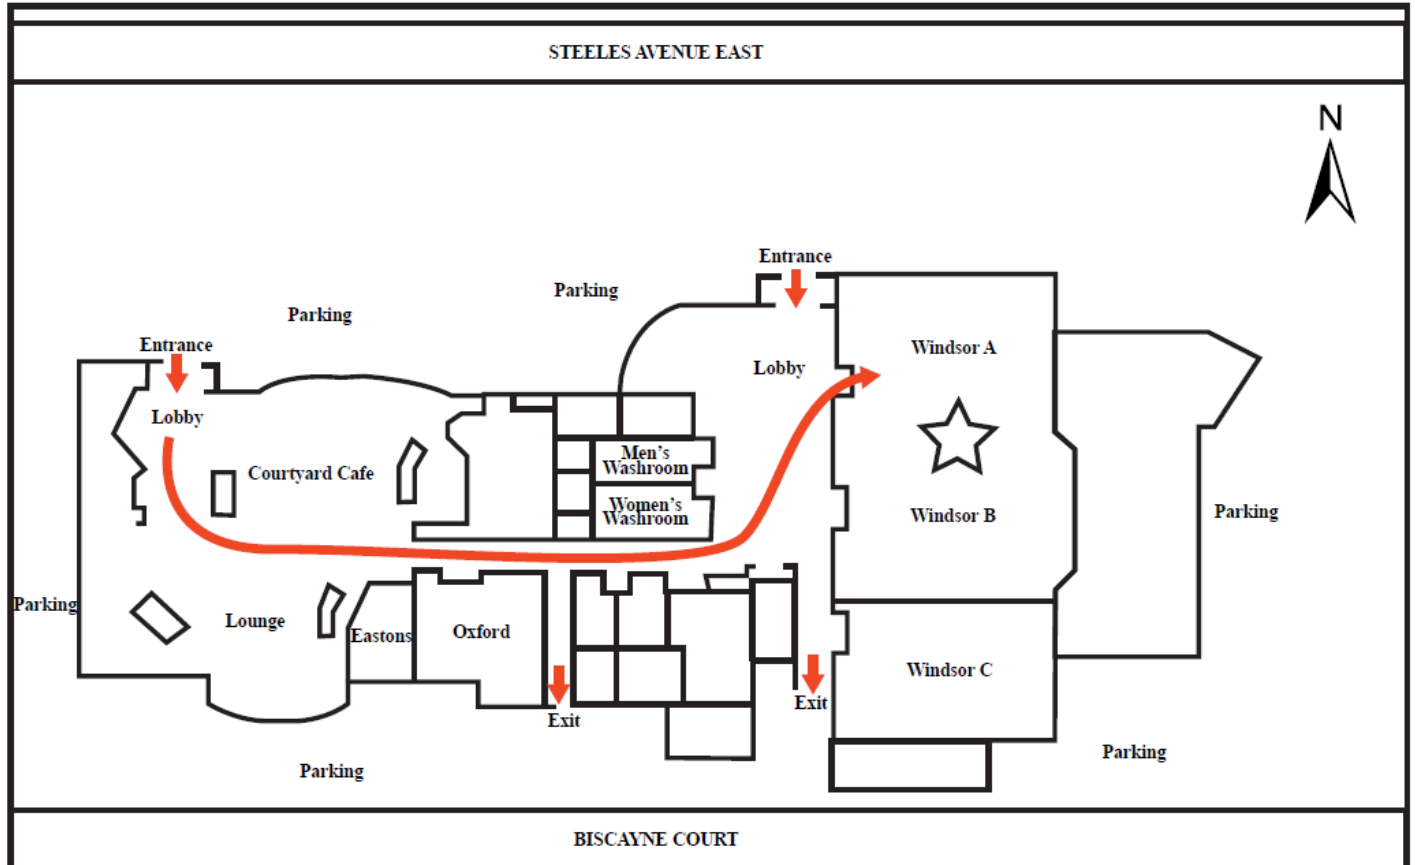 STEELES AVENUE EAST
N
Entrance
Parking
Parking
Entrance
Windsor A
Lobby
Lobby
Men's
Washroom
Courtyard Cafe
Women's
Washroom
Windsor B
Parking
Parking
Lounge
Eastons
Oxford
Windsor C
Exit
Exit
Parking
Parking
BISCAYNE COURT